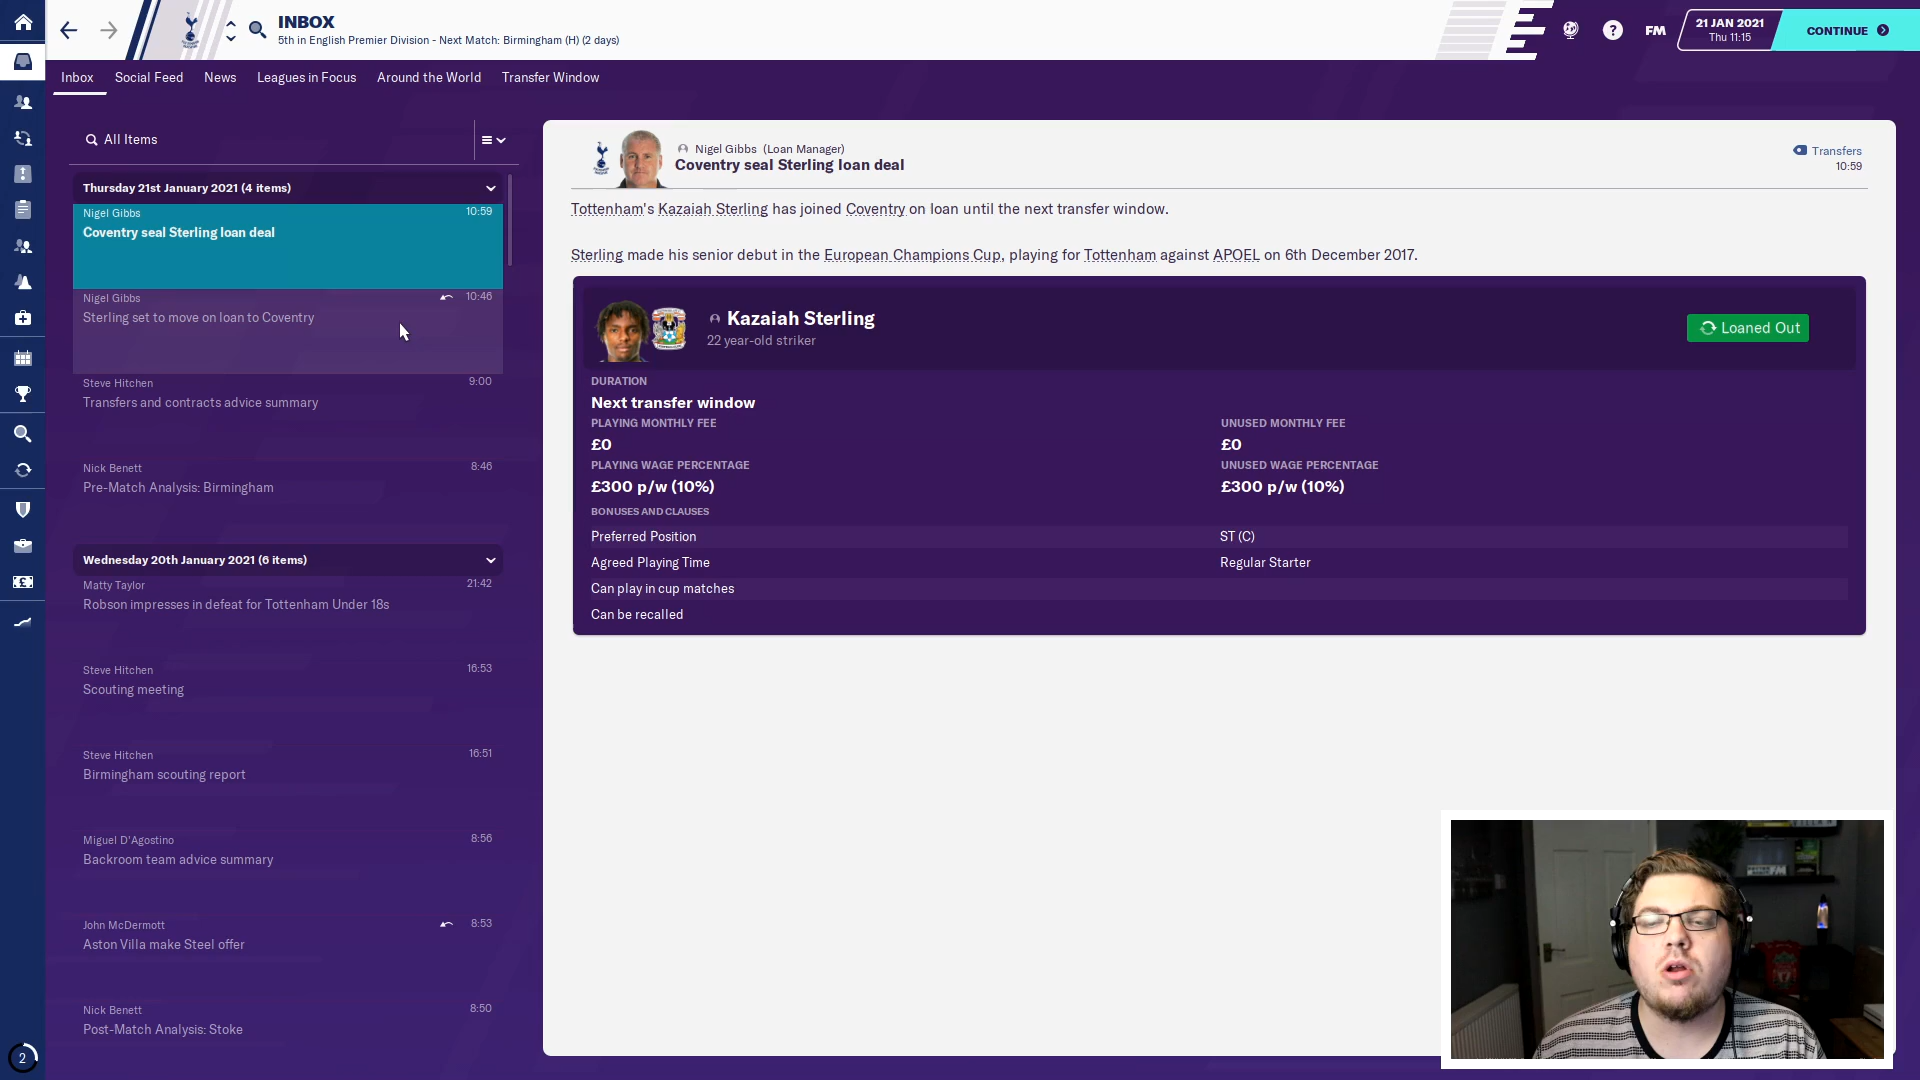 INBOX
5th in English Premier Division - Next Match: Birmingham (H) (2 days)
?
FM
21 JAN 2021
Thu 11:15
CONTINUE
Inbox
Social Feed
News
Leagues in Focus
Around the World
Transfer Window
All Items
Thursday 21st January 2021 (4 items)
Nigel Gibbs
10:59
Coventry seal Sterling loan deal
Nigel Gibbs
10:46
Sterling set to move on loan to Coventry
Steve Hitchen
9:00
Transfers and contracts advice summary
Nick Benett
8:46
Pre-Match Analysis: Birmingham
Wednesday 20th January 2021 (6 items)
Matty Taylor
21:42
Robson impresses in defeat for Tottenham Under 18s
Steve Hitchen
16:53
Scouting meeting
Steve Hitchen
16:51
Birmingham scouting report
Miguel D'Agostino
8:56
Backroom team advice summary
John McDermott
8:53
Aston Villa make Steel offer
Nick Benett
8:50
Post-Match Analysis: Stoke
2
Nigel Gibbs (Loan Manager)
Coventry seal Sterling loan deal
Transfers
10:59
Tottenham's Kazaiah Sterling has joined Coventry on loan until the next transfer window.
Sterling made his senior debut in the European Champions Cup, playing for Tottenham against APOEL on 6th December 2017.
Kazaiah Sterling
22 year-old striker
Loaned Out
DURATION
Next transfer window
PLAYING MONTHLY FEE
UNUSED MONTHLY FEE
£0
£0
PLAYING WAGE PERCENTAGE
UNUSED WAGE PERCENTAGE
£300 p/w (10%)
£300 p/w (10%)
BONUSES AND CLAUSES
Preferred Position
ST (C)
Agreed Playing Time
Regular Starter
Can play in cup matches
Can be recalled